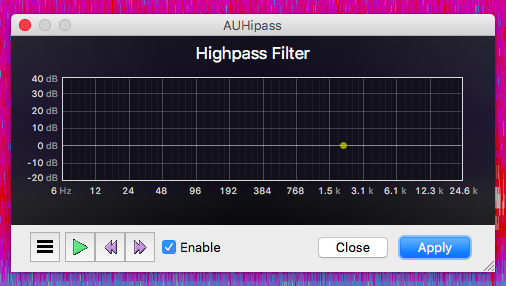 AUHipass
Highpass Filter
40 dB
30 dB
20 dB
10 dB
0 dB
-10 dB
-20 dB
6 Hz 12 24 48 96 192 384 768 1.5 k 3.1 k 6.1 k 12.3 k 24.6 k
Enable Close Apply